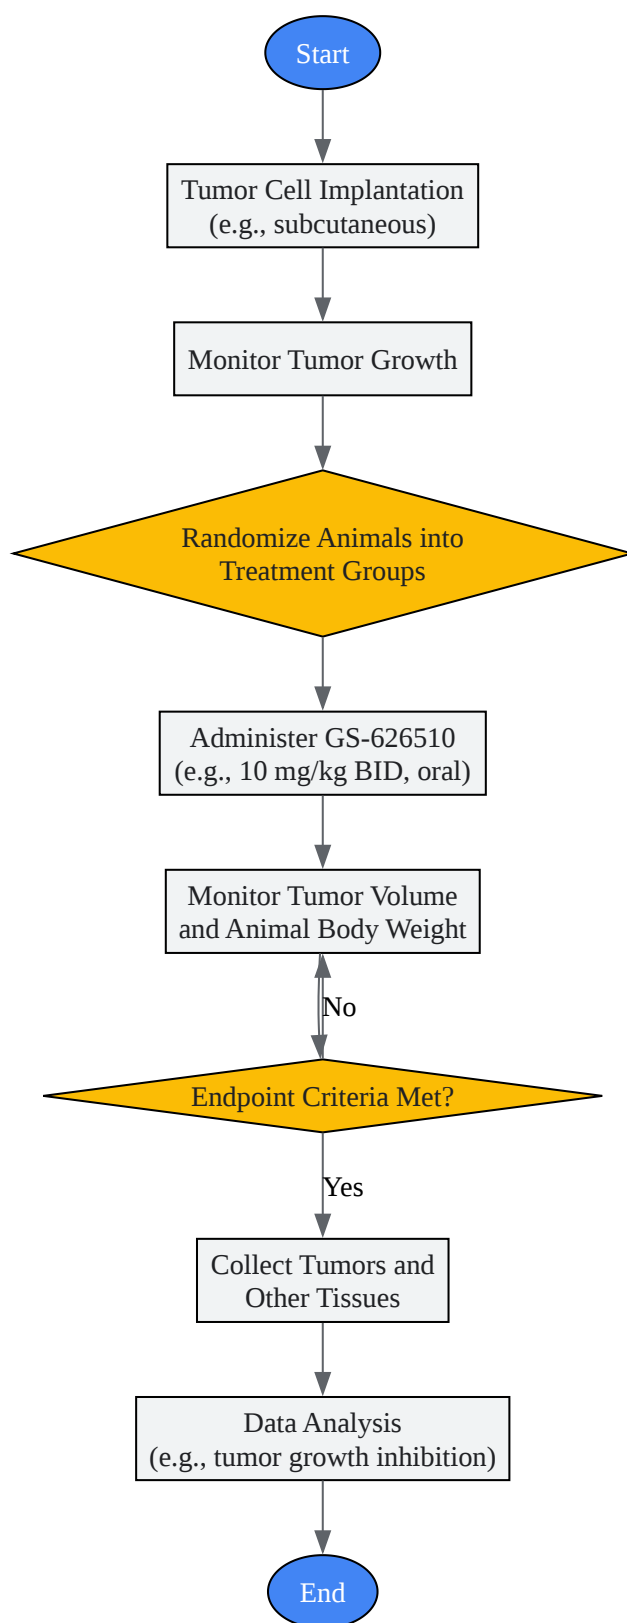 Start
Tumor Cell Implantation
(e.g., subcutaneous)
Monitor Tumor Growth
Randomize Animals into
Treatment Groups
Administer GS-626510
(e.g., 10 mg/kg BID, oral)
Monitor Tumor Volume
and Animal Body Weight
No
Endpoint Criteria Met?
Yes
Collect Tumors and
Other Tissues
Data Analysis
(e.g., tumor growth inhibition)
End